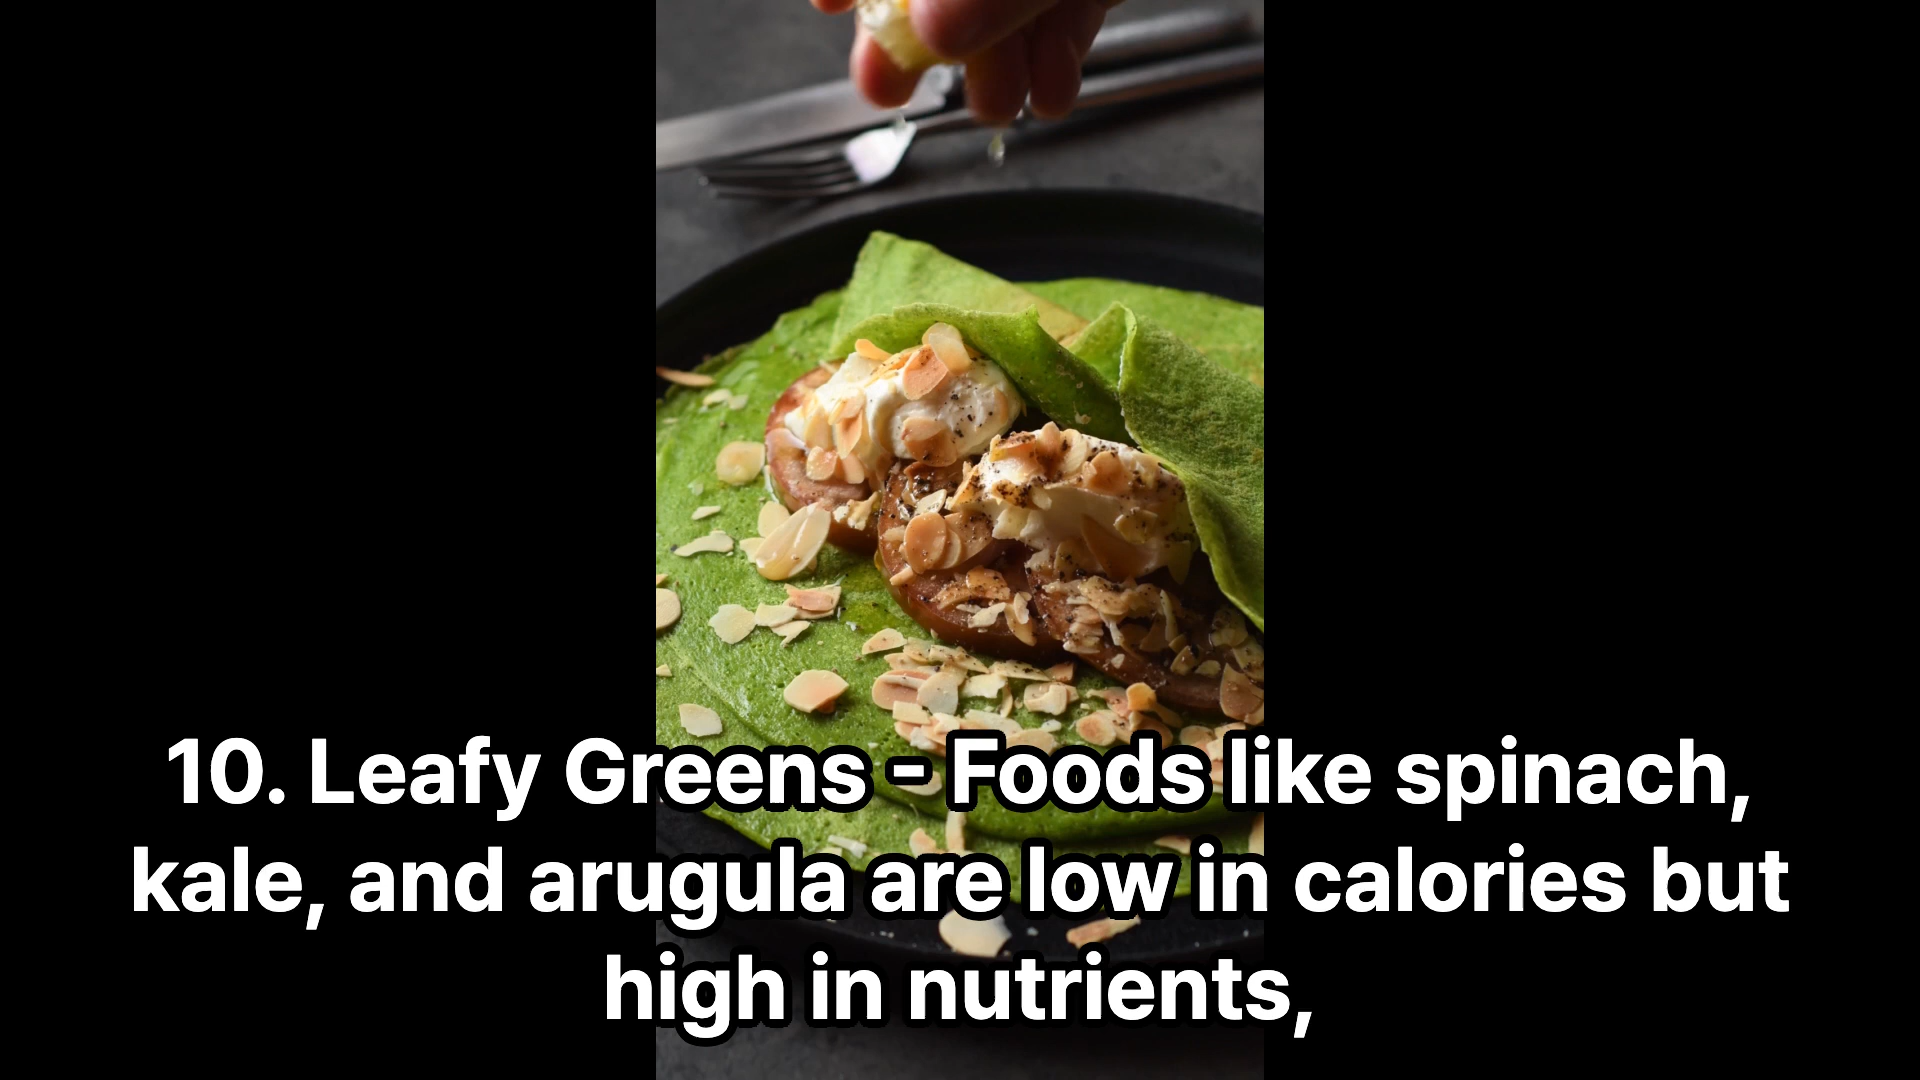 10. Leafy Greens - Foods like spinach,
kale, and arugula are low in calories but
high in nutrients,